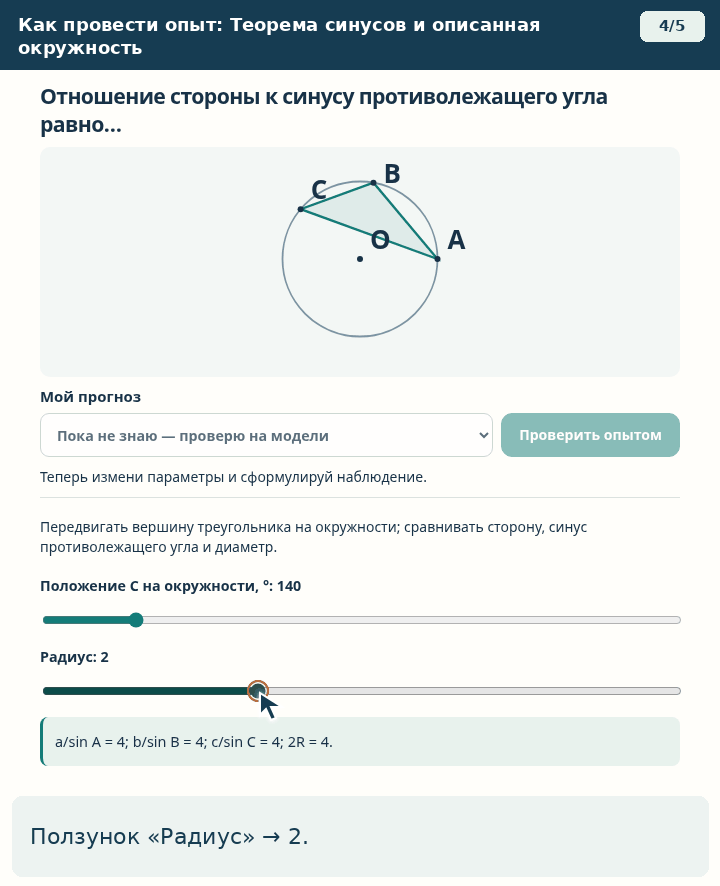 Как провести опыт: Теорема синусов и описанная
окружность
4/5
Отношение стороны к синусу противолежащего угла
равно...
C
B
O
A
Мой прогноз
Пока не знаю — проверю на модели
Проверить опытом
Теперь измени параметры и сформулируй наблюдение.
Передвигать вершину треугольника на окружности; сравнивать сторону, синус
противолежащего угла и диаметр.
Положение C на окружности, °: 140
Радиус: 2
a/sin A = 4; b/sin B = 4; c/sin C = 4; 2R = 4.
Ползунок «Радиус» → 2.